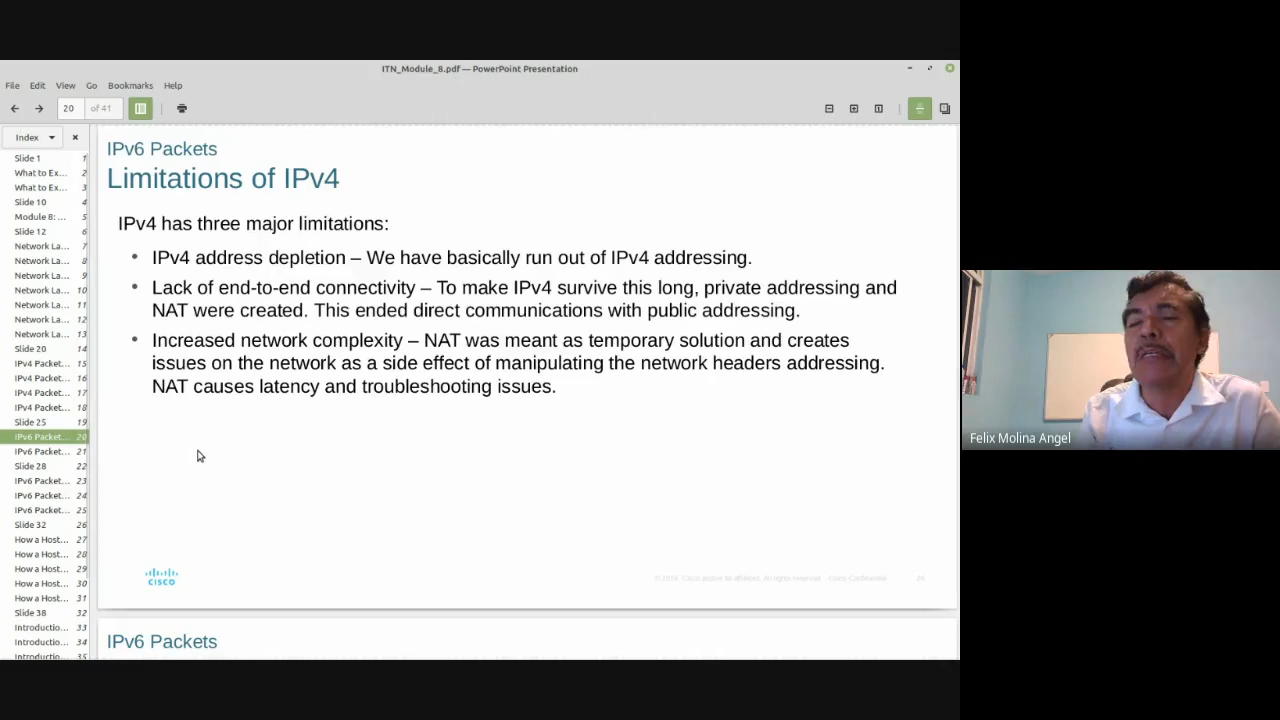 ITN_Module_8.pdf — PowerPoint Presentation
File Edit View Go Bookmarks Help
20 of 41
Index
Slide 1 1
What to Ex... 2
What to Ex... 3
Slide 10 4
Module 8: ... 5
Slide 12 6
Network La... 7
Network La... 8
Network La... 9
Network La... 10
Network La... 11
Network La... 12
Network La... 13
Slide 20 14
IPv4 Packet... 15
IPv4 Packet... 16
IPv4 Packet... 17
IPv4 Packet... 18
Slide 25 19
IPv6 Packet... 20
IPv6 Packet... 21
Slide 28 22
IPv6 Packet... 23
IPv6 Packet... 24
IPv6 Packet... 25
Slide 32 26
How a Host... 27
How a Host... 28
How a Host... 29
How a Host... 30
How a Host... 31
Slide 38 32
Introductio... 33
Introductio... 34
Introductio... 35
IPv6 Packets
Limitations of IPv4
IPv4 has three major limitations:
• IPv4 address depletion – We have basically run out of IPv4 addressing.
• Lack of end-to-end connectivity – To make IPv4 survive this long, private addressing and
NAT were created. This ended direct communications with public addressing.
• Increased network complexity – NAT was meant as temporary solution and creates
issues on the network as a side effect of manipulating the network headers addressing.
NAT causes latency and troubleshooting issues.
CISCO
All rights reserved. Cisco Confidential
IPv6 Packets
Felix Molina Angel